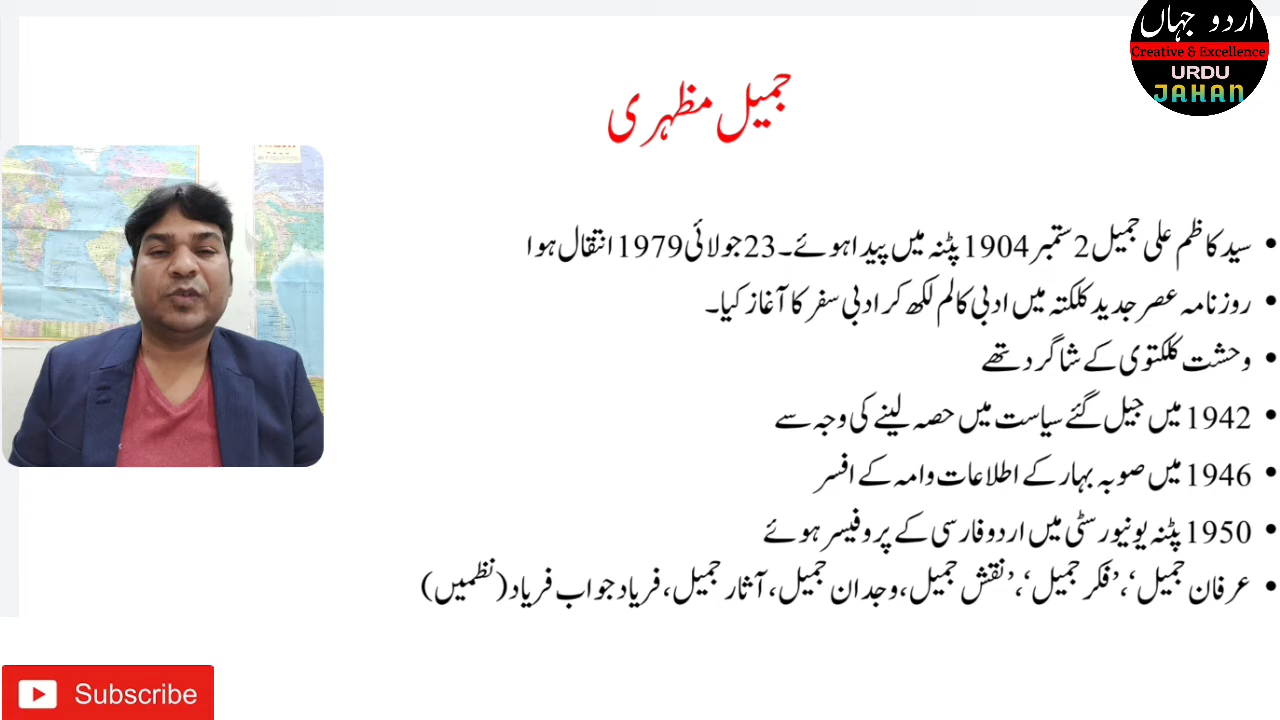 اردو جہاں
Creative & Excellence
URDU
JAHAN
جمیل مظہری
• سید کاظم علی جمیل 2 ستمبر 1904 پٹنہ میں پیدا ہوئے۔ 23 جولائی 1979 انتقال ہوا
• روزنامہ عصر جدید کلکتہ میں ادبی کالم لکھ کر ادبی سفر کا آغاز کیا۔
• وحشت کلکتوی کے شاگرد تھے
• 1942 میں جیل گئے سیاست میں حصہ لینے کی وجہ سے
• 1946 میں صوبہ بہار کے اطلاعات وامہ کے افسر
• 1950 پٹنہ یونیورسٹی میں اردو فارسی کے پروفیسر ہوئے
• عرفان جمیل‘،’فکر جمیل‘،’نقش جمیل، وجدان جمیل، آثار جمیل، فریاد جواب فریاد (نظمیں)
Subscribe